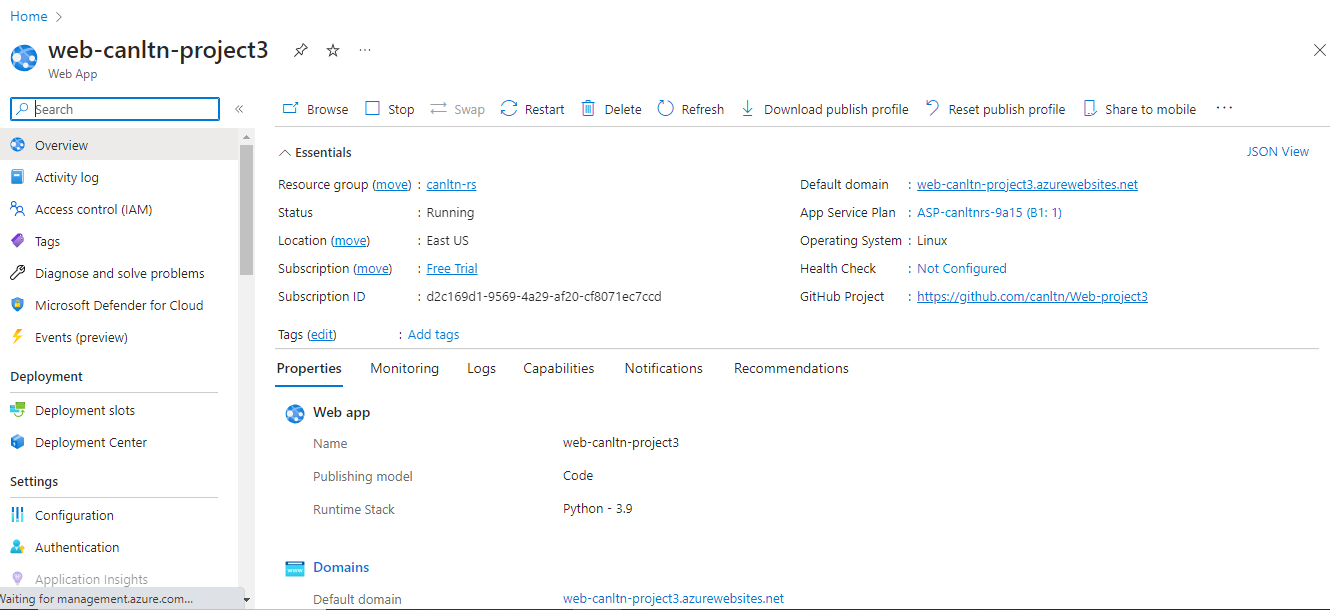 Home
web-canltn-project3
Web App
Search
Browse Stop Swap Restart Delete Refresh Download publish profile Reset publish profile Share to mobile
Overview
Activity log
Access control (IAM)
Tags
Diagnose and solve problems
Microsoft Defender for Cloud
Events (preview)
Deployment
Deployment slots
Deployment Center
Settings
Configuration
Authentication
Application Insights
Waiting for management.azure.com...
Essentials
JSON View
Resource group (move) : canltn-rs
Status : Running
Location (move) : East US
Subscription (move) : Free Trial
Subscription ID : d2c169d1-9569-4a29-af20-cf8071ec7ccd
Default domain : web-canltn-project3.azurewebsites.net
App Service Plan : ASP-canltnrs-9a15 (B1: 1)
Operating System : Linux
Health Check : Not Configured
GitHub Project : https://github.com/canltn/Web-project3
Tags (edit) : Add tags
Properties Monitoring Logs Capabilities Notifications Recommendations
Web app
Name web-canltn-project3
Publishing model Code
Runtime Stack Python - 3.9
Domains
Default domain web-canltn-project3.azurewebsites.net